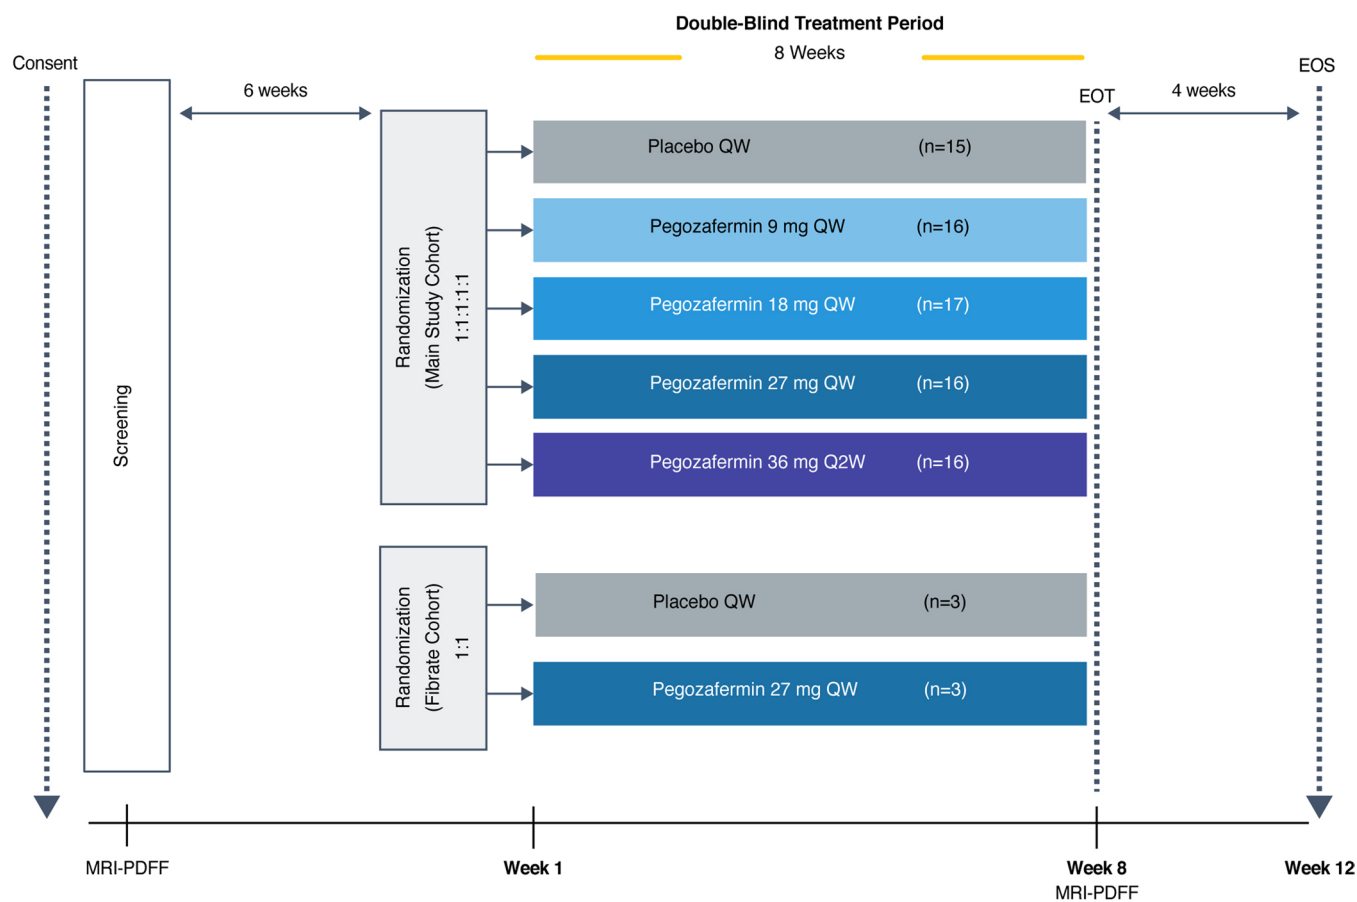 Double-Blind Treatment Period
8 Weeks
Consent
6 weeks
EOT
4 weeks
EOS
Screening
Randomization
(Main Study Cohort)
1:1:1:1:1
Placebo QW (n=15)
Pegozafermin 9 mg QW (n=16)
Pegozafermin 18 mg QW (n=17)
Pegozafermin 27 mg QW (n=16)
Pegozafermin 36 mg Q2W (n=16)
Randomization
(Fibrate Cohort)
1:1
Placebo QW (n=3)
Pegozafermin 27 mg QW (n=3)
MRI-PDFF
Week 1
Week 8
MRI-PDFF
Week 12